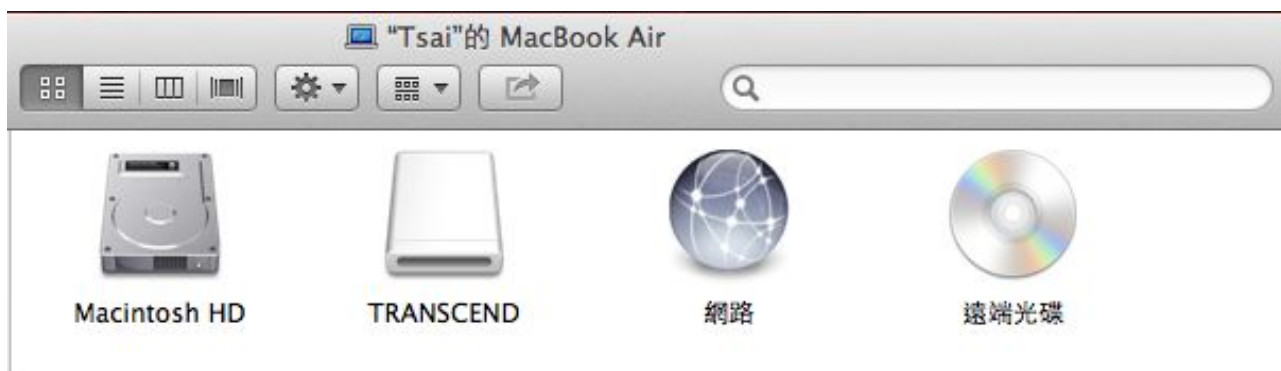 “Tsai”的 MacBook Air
Macintosh HD
TRANSCEND
網路
遠端光碟